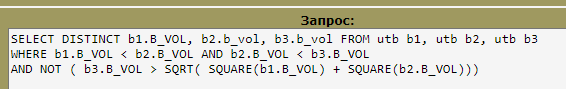 Запрос:
SELECT DISTINCT b1.B_VOL, b2.b_vol, b3.b_vol FROM utb b1, utb b2, utb b3
WHERE b1.B_VOL < b2.B_VOL AND b2.B_VOL < b3.B_VOL
AND NOT ( b3.B_VOL > SQRT( SQUARE(b1.B_VOL) + SQUARE(b2.B_VOL)))